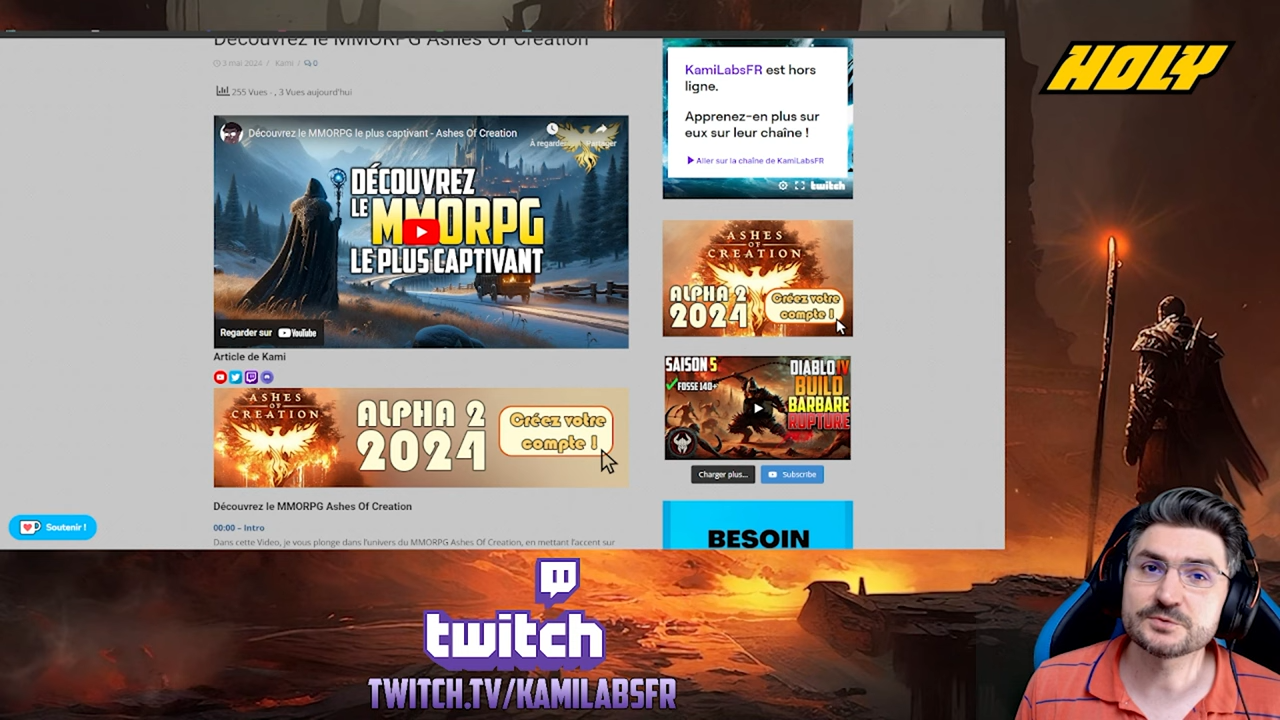 Découvrez le MMORPG Ashes Of Creation
3 mai 2024 / Kami / 0
255 Vues - , 3 Vues aujourd'hui
Découvrez le MMORPG le plus captivant - Ashes Of Creation
Partager
DÉCOUVREZ
LE MMORPG
LE PLUS CAPTIVANT
Regarder sur YouTube
Article de Kami
ASHES
OF
CREATION
ALPHA 2
2024
Créez votre
compte !
Découvrez le MMORPG Ashes Of Creation
00:00 – Intro
Dans cette Video, je vous plonge dans l'univers du MMORPG Ashes Of Creation, en mettant l'accent sur
Soutenir !
KamiLabsFR est hors
ligne.
Apprenez-en plus sur
eux sur leur chaîne !
Aller sur la chaîne de KamiLabsFR
twitch
ASHES
OF
CREATION
ALPHA 2
2024
Créez votre
compte !
SAISON 5
FOSSE 140+
DIABLO IV
BUILD
BARBARE
RUPTURE
Charger plus...
Subscribe
BESOIN
HOLY
twitch
TWITCH.TV/KAMILABSFR